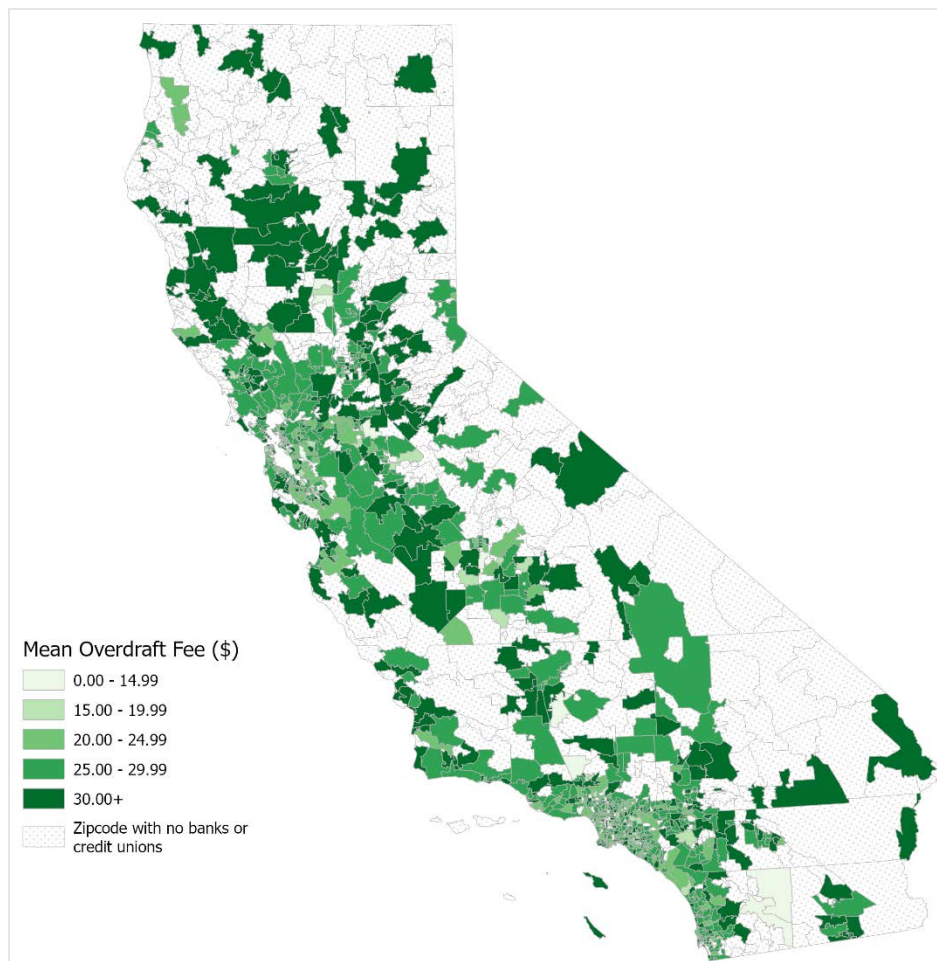 Mean Overdraft Fee ($)
0.00 - 14.99
15.00 - 19.99
20.00 - 24.99
25.00 - 29.99
30.00+
Zipcode with no banks or
credit unions